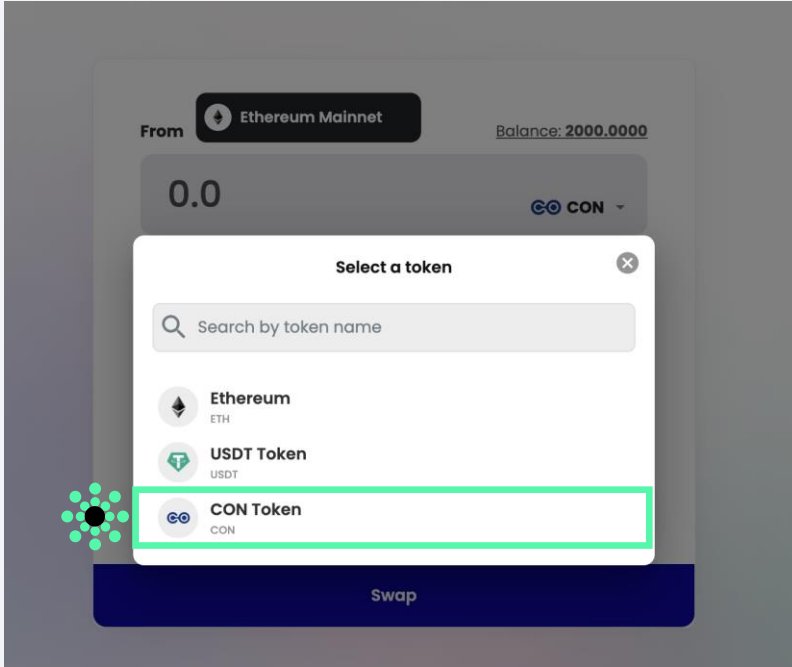 From
Ethereum Mainnet
Balance: 2000.0000
0.0
CON
Select a token
Search by token name
Ethereum
ETH
USDT Token
USDT
CON Token
CON
Swap